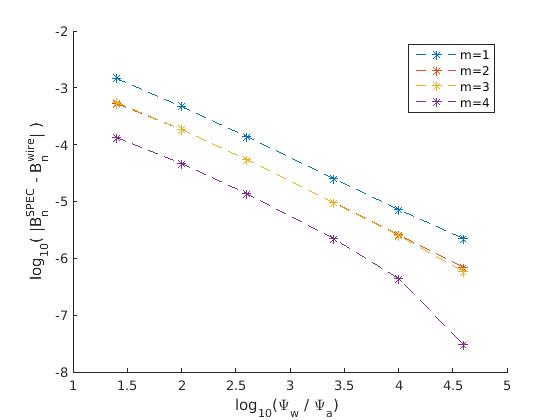 -2
-3
-4
-5
-6
-7
-8
1 1.5 2 2.5 3 3.5 4 4.5 5
log10( |BnSPEC - Bnwire| )
log10(Ψw / Ψa)
m=1
m=2
m=3
m=4